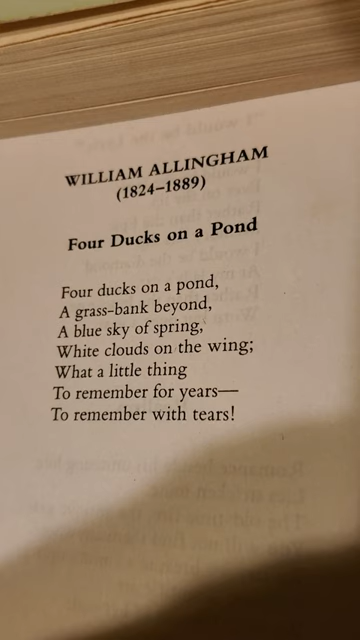 WILLIAM ALLINGHAM
(1824–1889)
Four Ducks on a Pond
Four ducks on a pond,
A grass-bank beyond,
A blue sky of spring,
White clouds on the wing;
What a little thing
To remember for years—
To remember with tears!